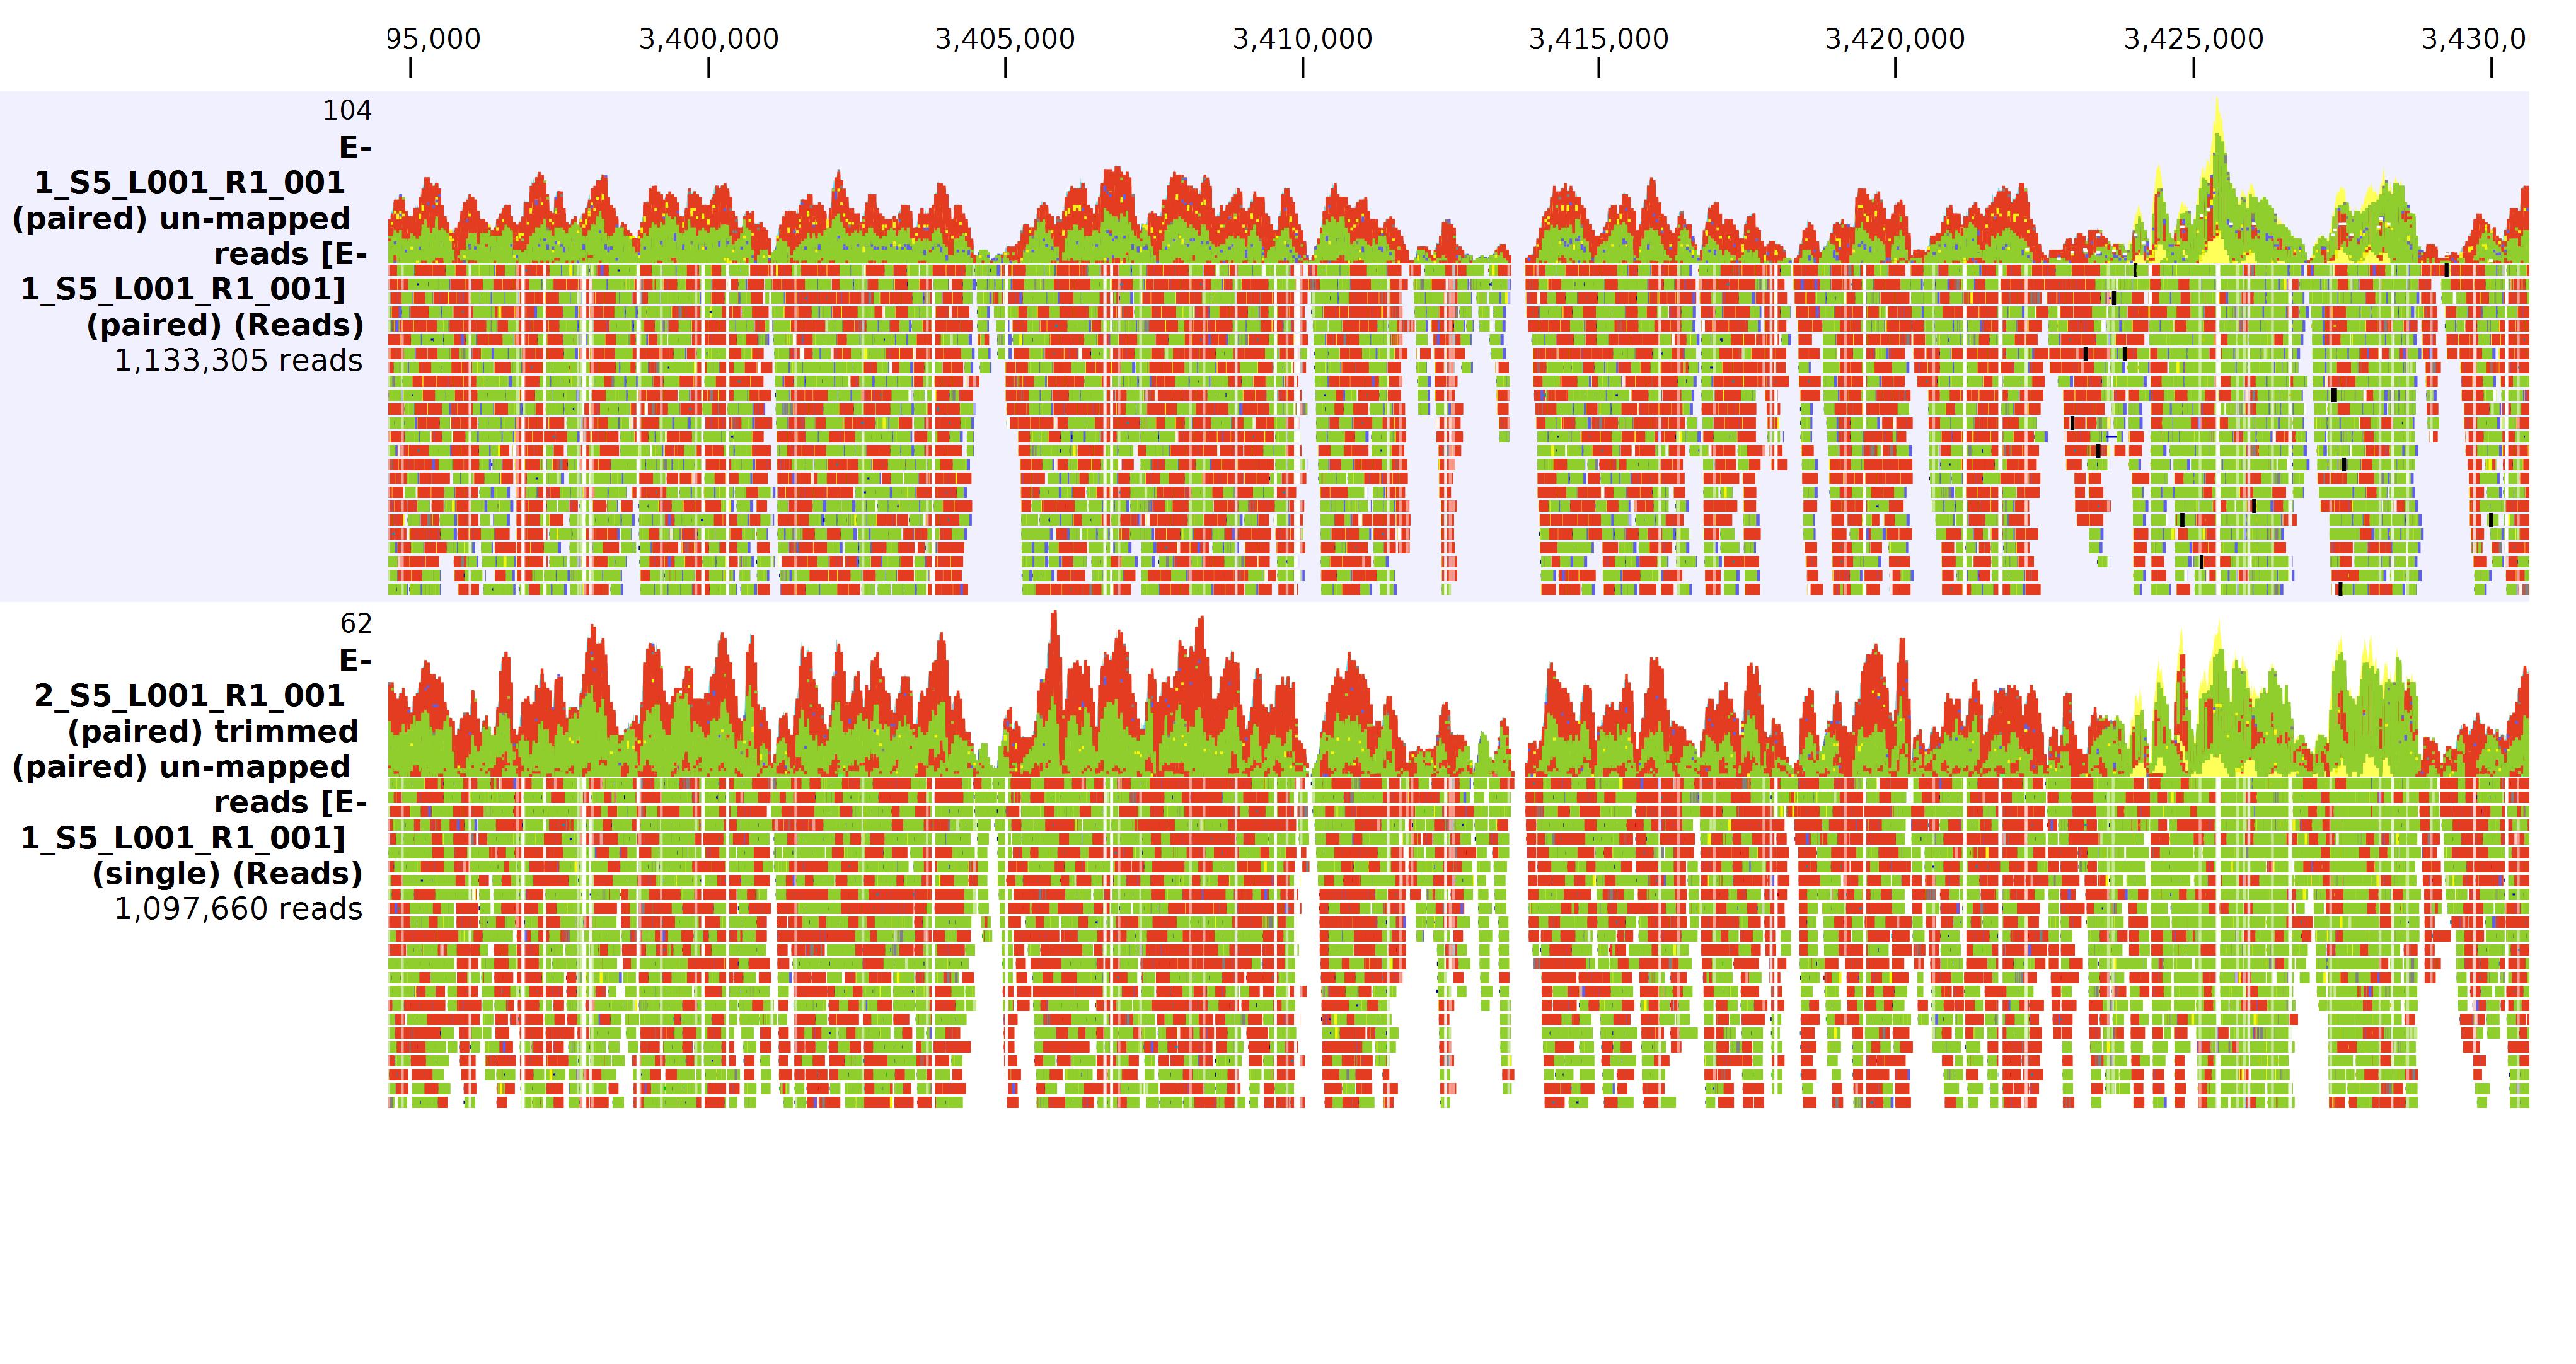 95,000 3,400,000 3,405,000 3,410,000 3,415,000 3,420,000 3,425,000 3,430,0
104
E-
1_S5_L001_R1_001
(paired) un-mapped
reads [E-
1_S5_L001_R1_001]
(paired) (Reads)
1,133,305 reads
62
E-
2_S5_L001_R1_001
(paired) trimmed
(paired) un-mapped
reads [E-
1_S5_L001_R1_001]
(single) (Reads)
1,097,660 reads